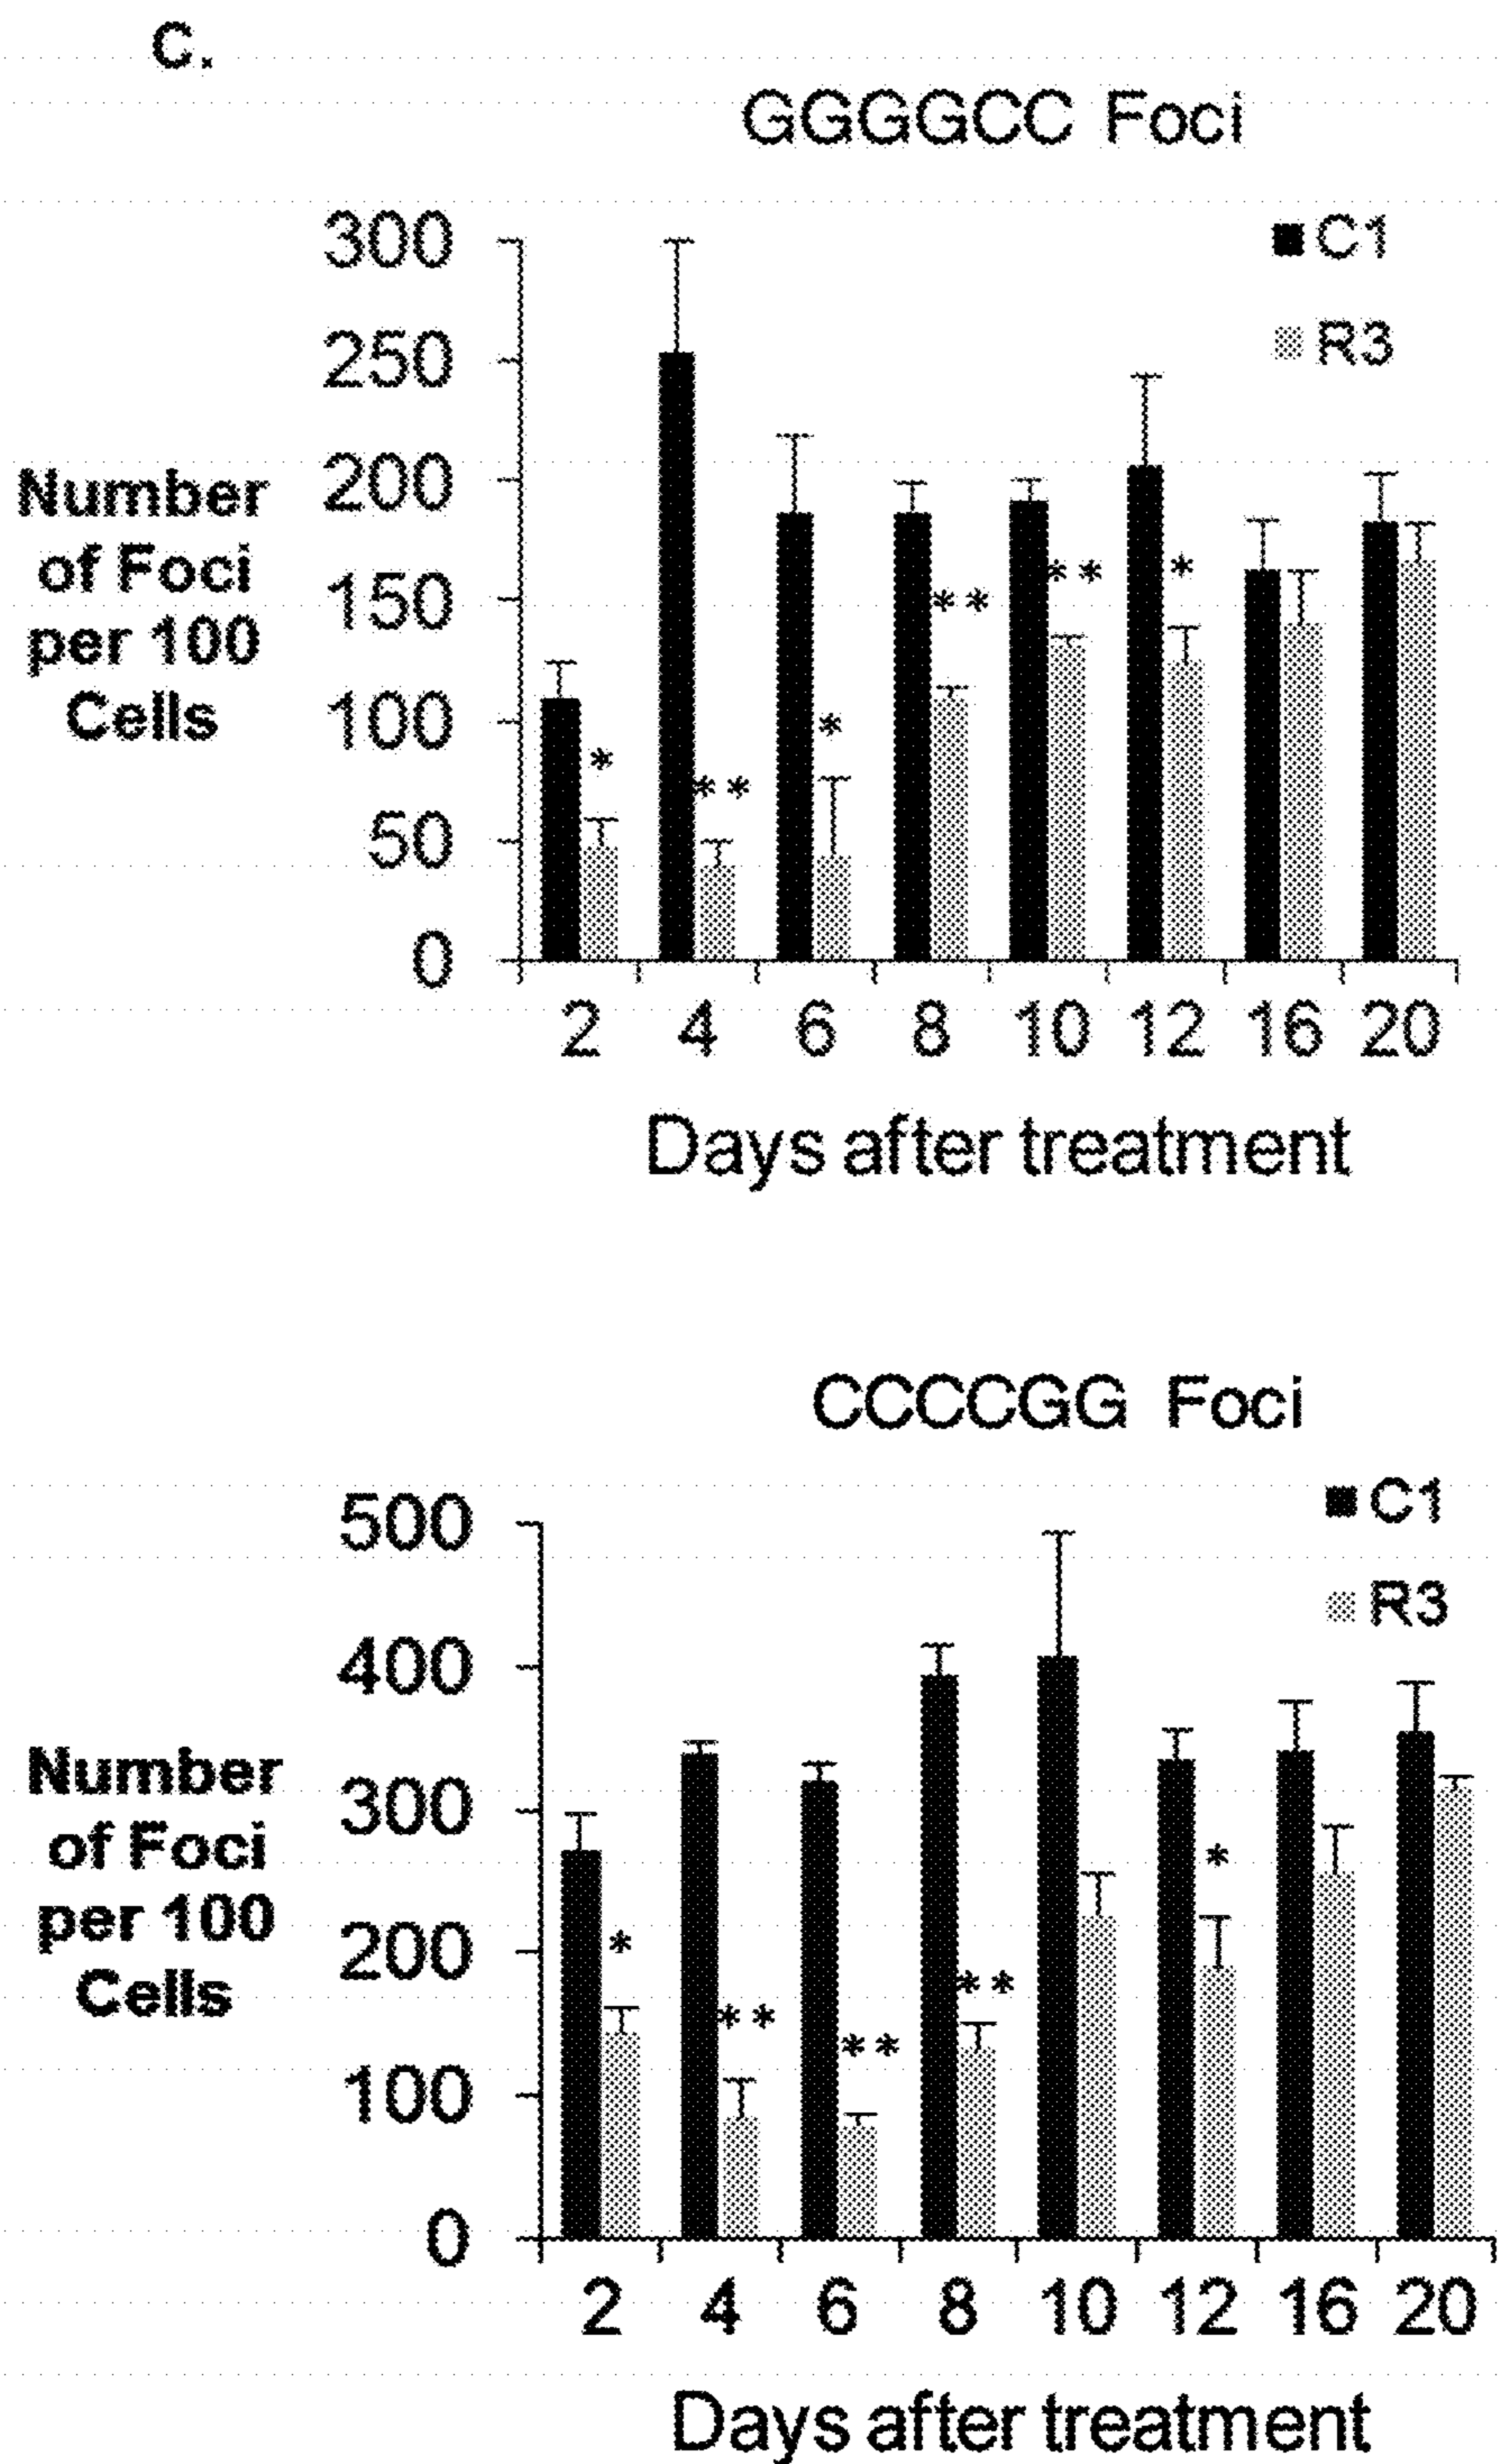 C.
GGGGCC Foci
300
250
200
150
100
50
0
Number
of Foci
per 100
Cells
C1
R3
*
**
*
**
**
*
2 4 6 8 10 12 16 20
Days after treatment
CCCCGG Foci
500
400
300
200
100
0
Number
of Foci
per 100
Cells
C1
R3
*
**
**
**
*
2 4 6 8 10 12 16 20
Days after treatment